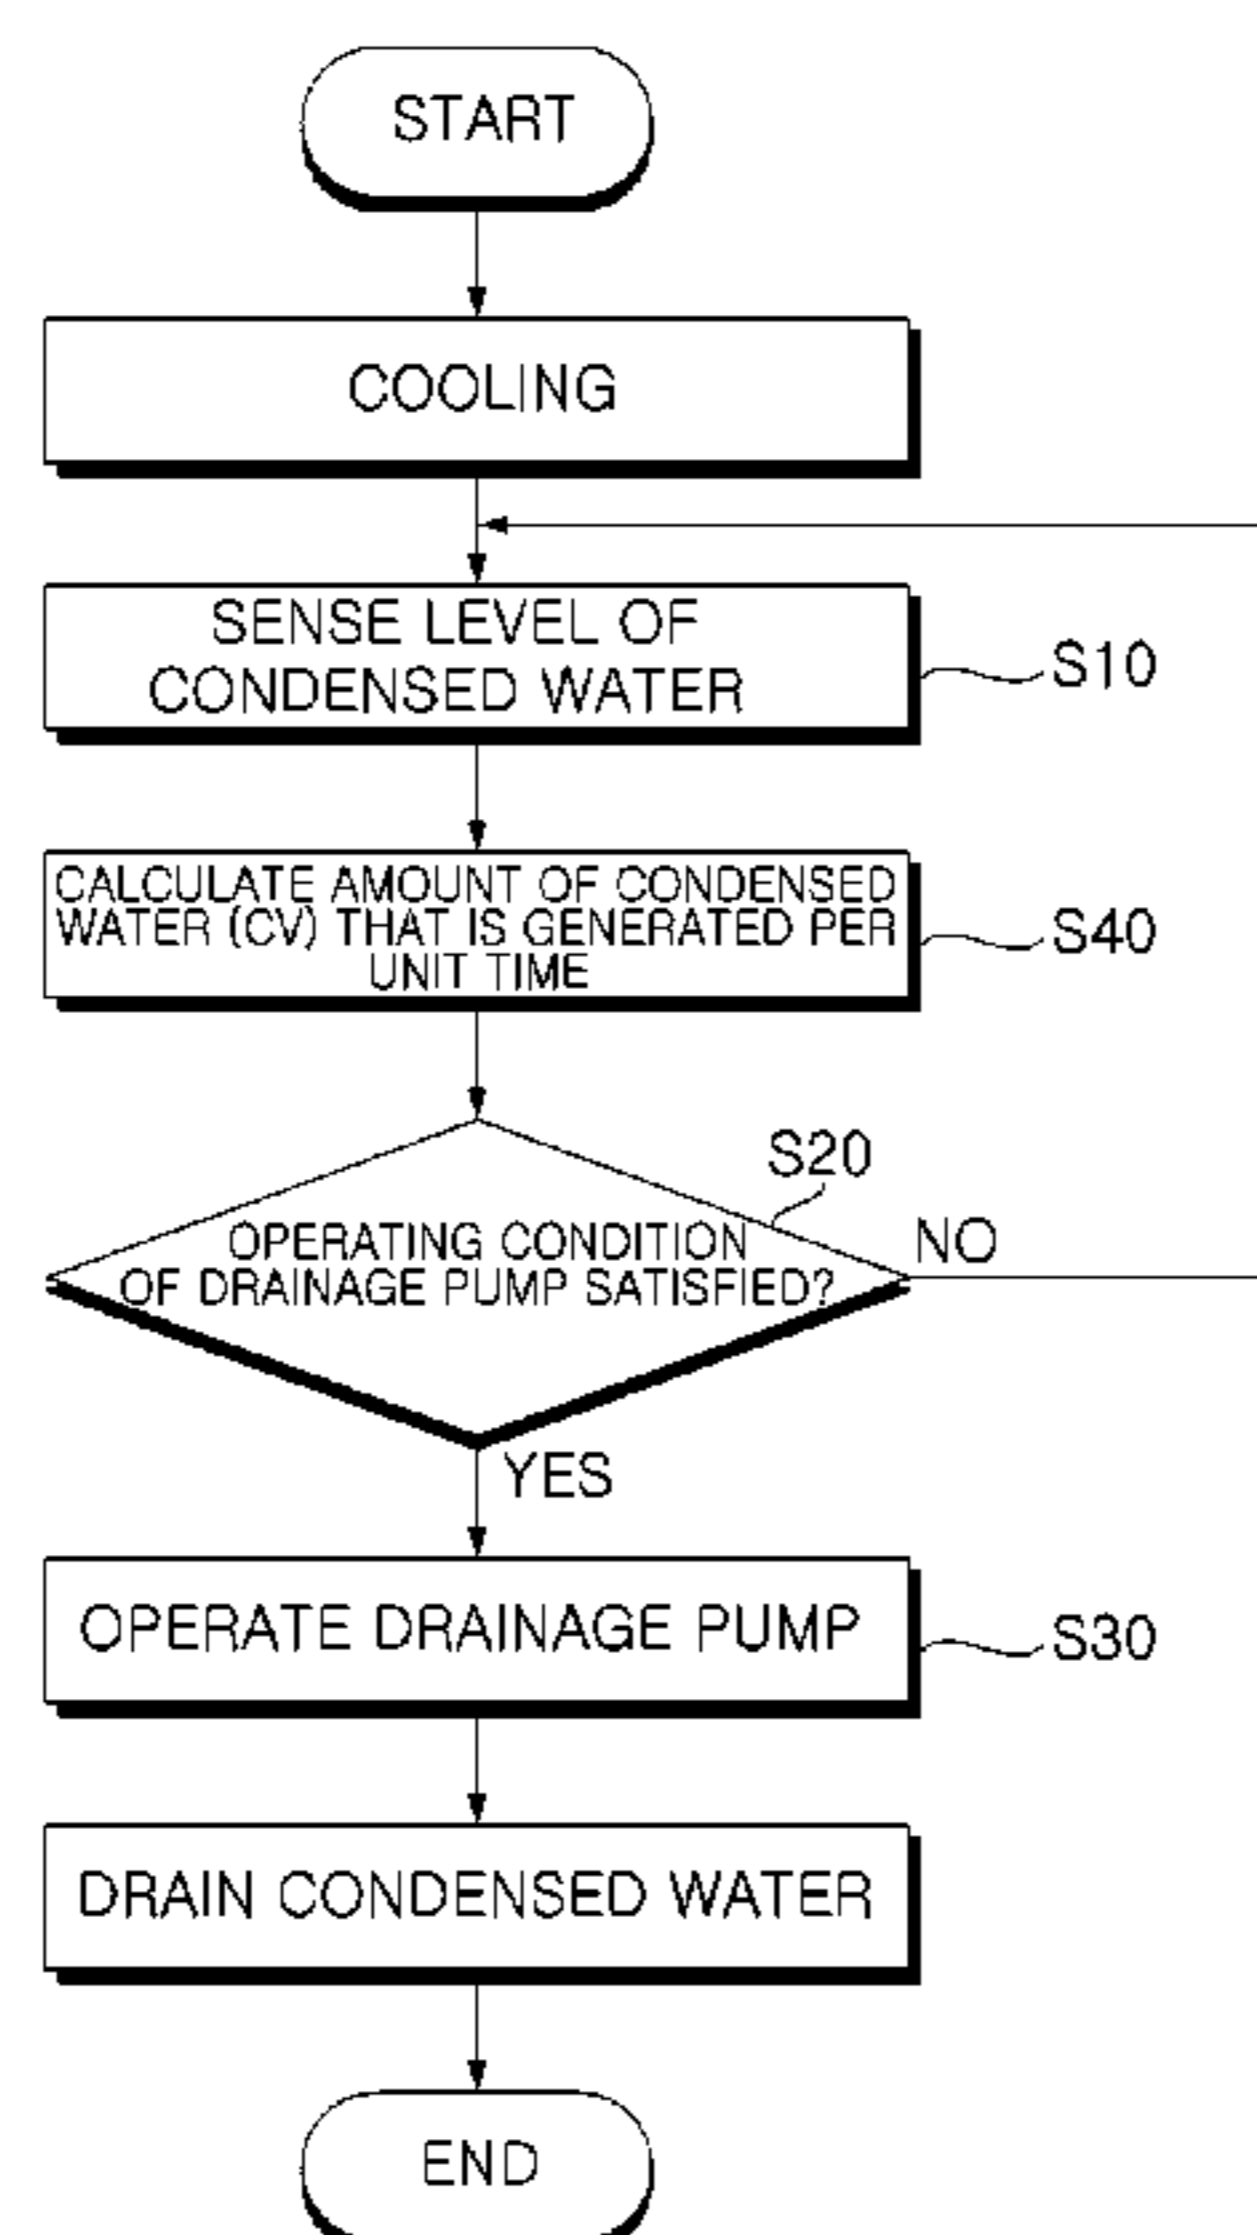 START
COOLING
SENSE LEVEL OF
CONDENSED WATER
S10
CALCULATE AMOUNT OF CONDENSED
WATER (CV) THAT IS GENERATED PER
UNIT TIME
S40
S20
OPERATING CONDITION
OF DRAINAGE PUMP SATISFIED?
NO
YES
OPERATE DRAINAGE PUMP
S30
DRAIN CONDENSED WATER
END